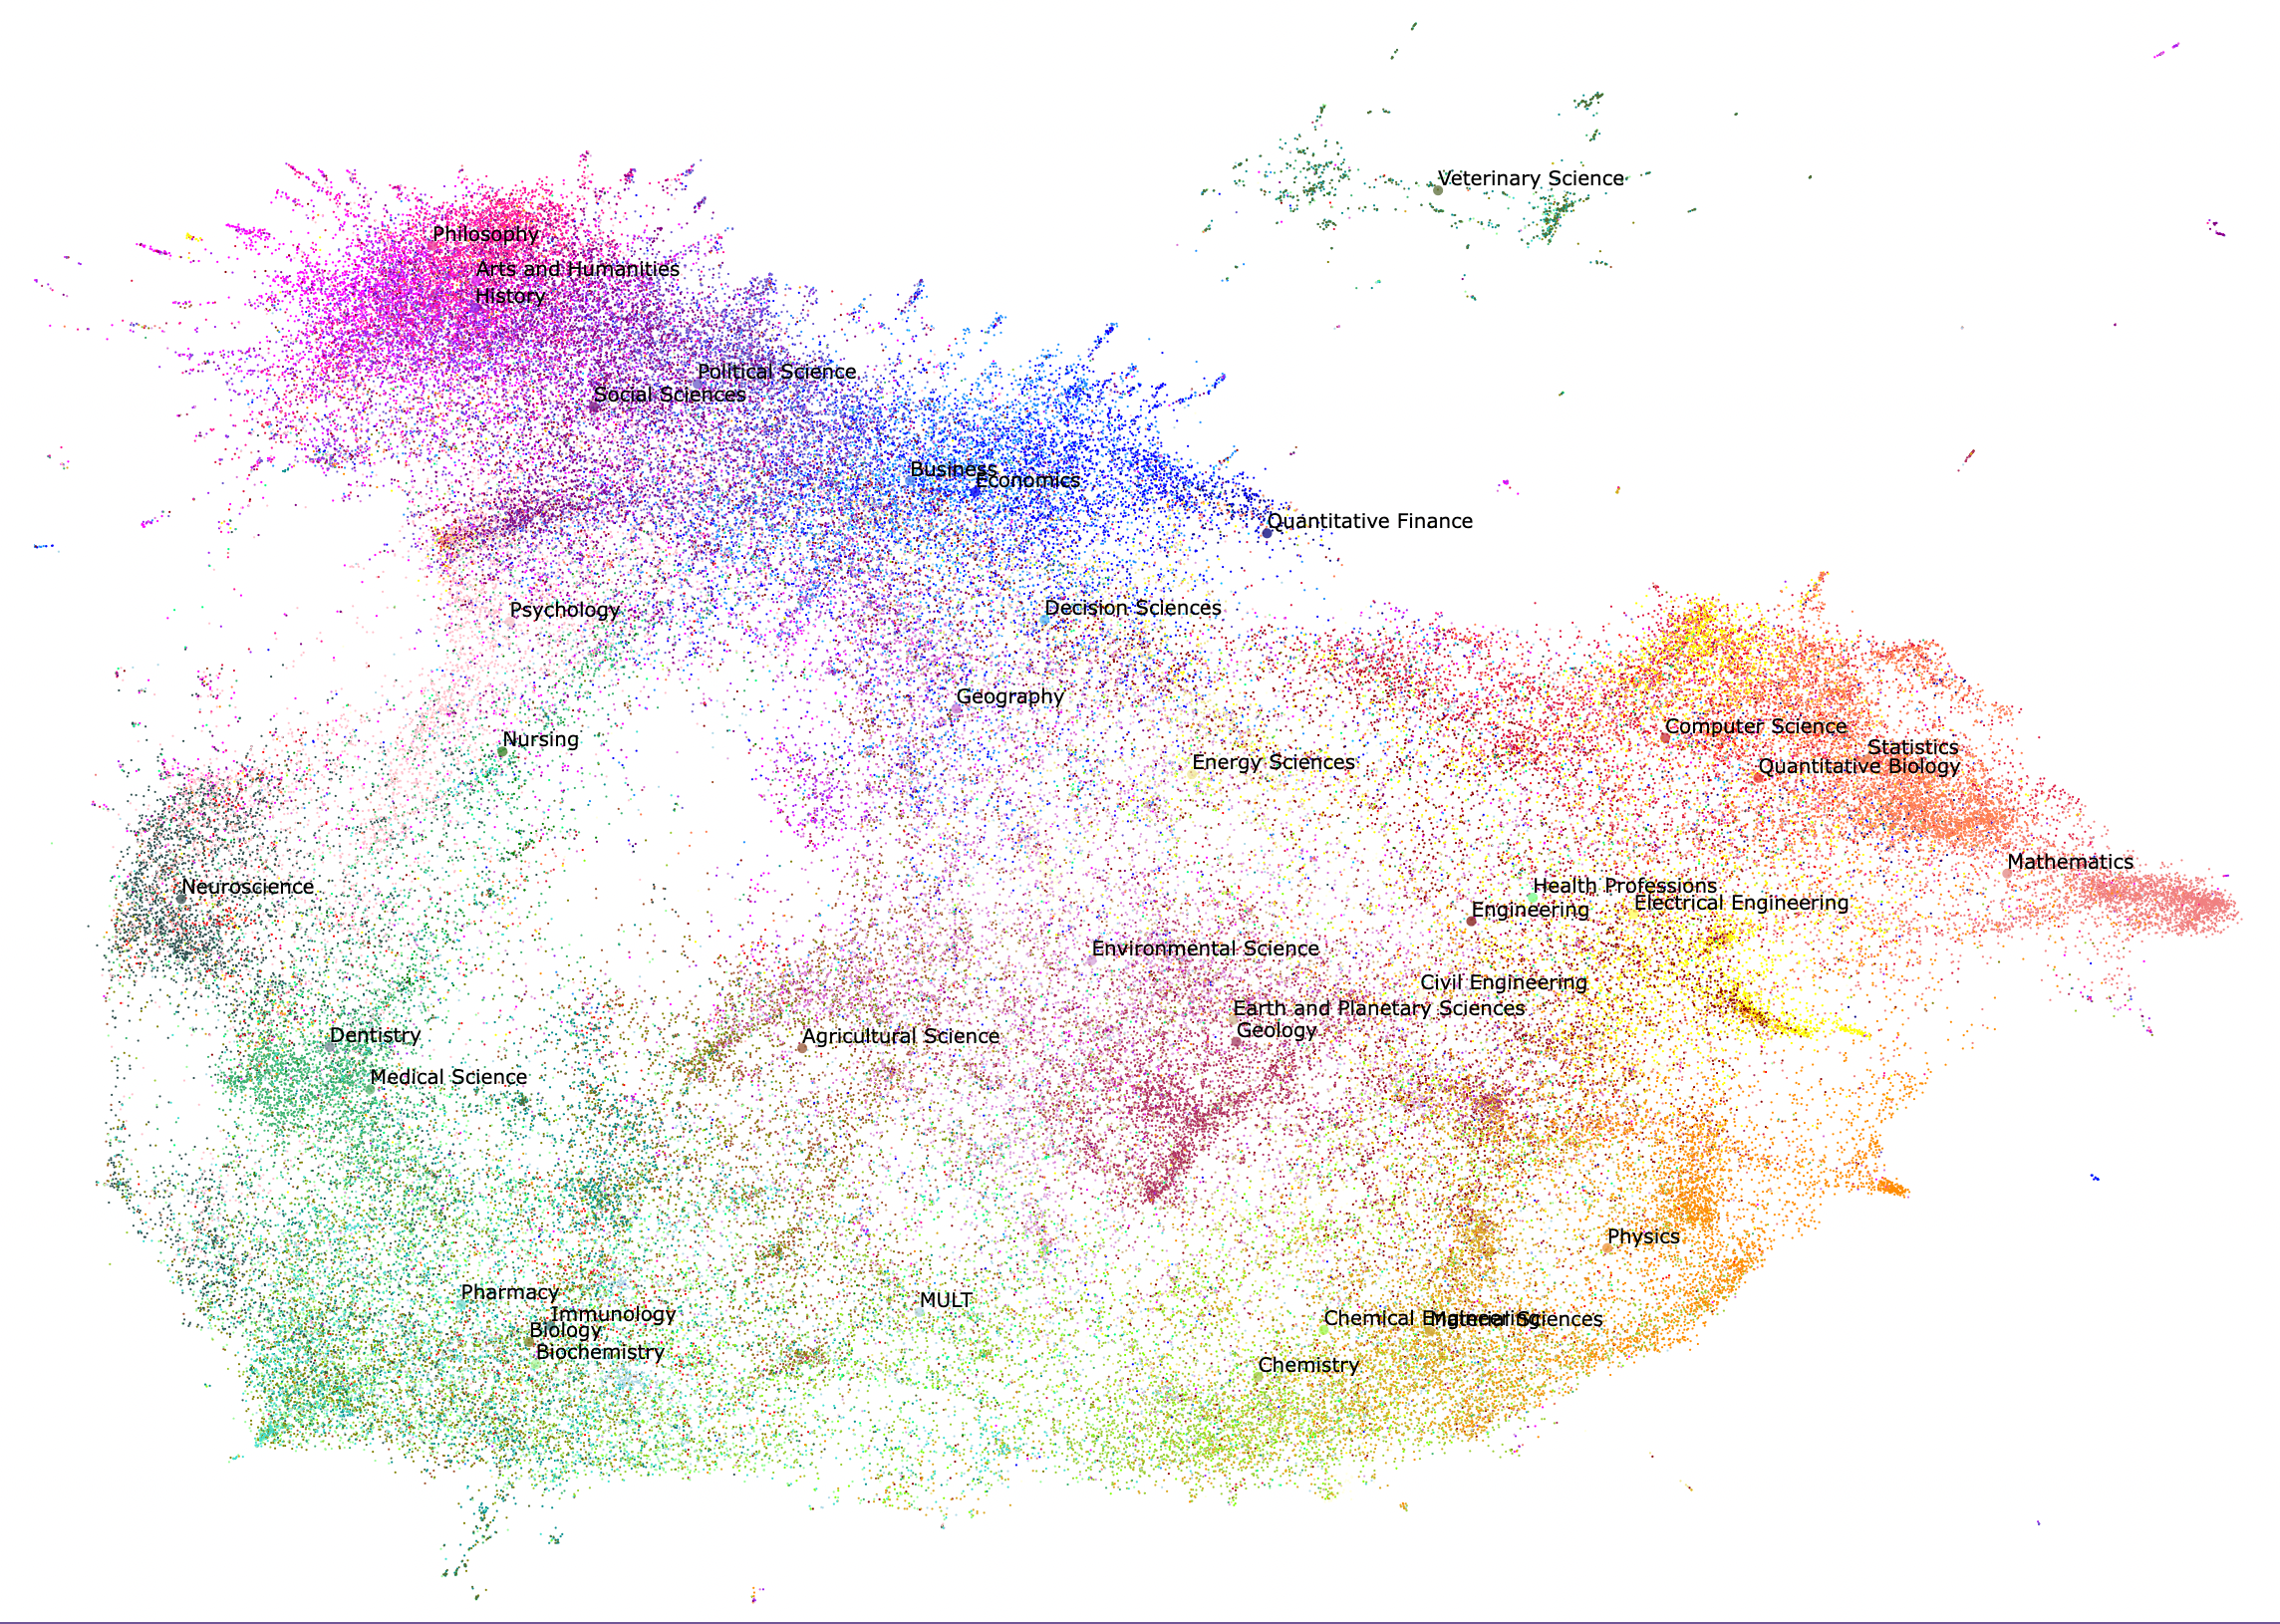 Veterinary Science
Philosophy
Arts and Humanities
History
Political Science
Social Sciences
Business
Economics
Quantitative Finance
Psychology
Decision Sciences
Geography
Nursing
Computer Science
Statistics
Energy Sciences
Quantitative Biology
Mathematics
Neuroscience
Health Professions
Electrical Engineering
Engineering
Environmental Science
Civil Engineering
Earth and Planetary Sciences
Geology
Dentistry
Agricultural Science
Medical Science
Physics
Pharmacy
MULT
Immunology
Chemical Engineering
Material Sciences
Biology
Biochemistry
Chemistry